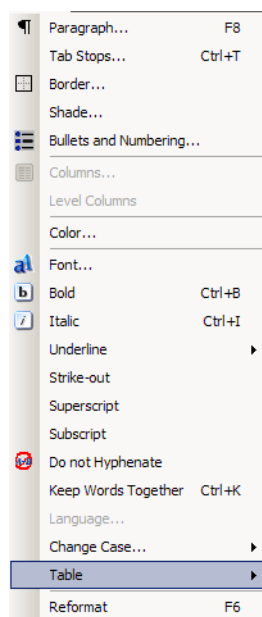 ¶ Paragraph... F8
Tab Stops... Ctrl+T
Border...
Shade...
Bullets and Numbering...
Columns...
Level Columns
Color...
a Font...
b Bold Ctrl+B
i Italic Ctrl+I
Underline
Strike-out
Superscript
Subscript
Do not Hyphenate
Keep Words Together Ctrl+K
Language...
Change Case...
Table
Reformat F6